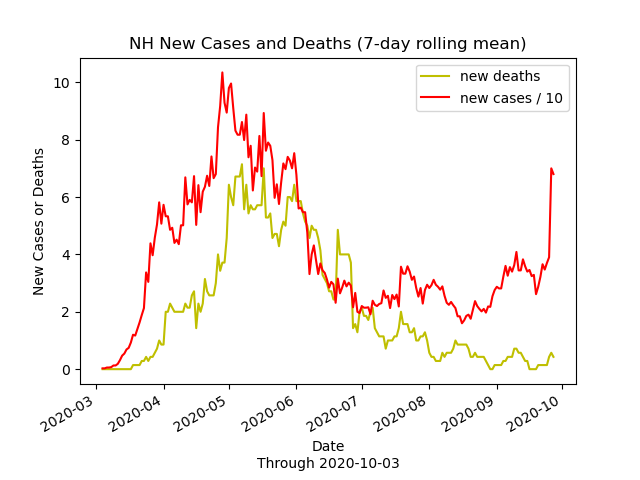 NH New Cases and Deaths (7-day rolling mean)
new deaths
new cases / 10
New Cases or Deaths
10
8
6
4
2
0
2020-03
2020-04
2020-05
2020-06
2020-07
2020-08
2020-09
2020-10
Date
Through 2020-10-03